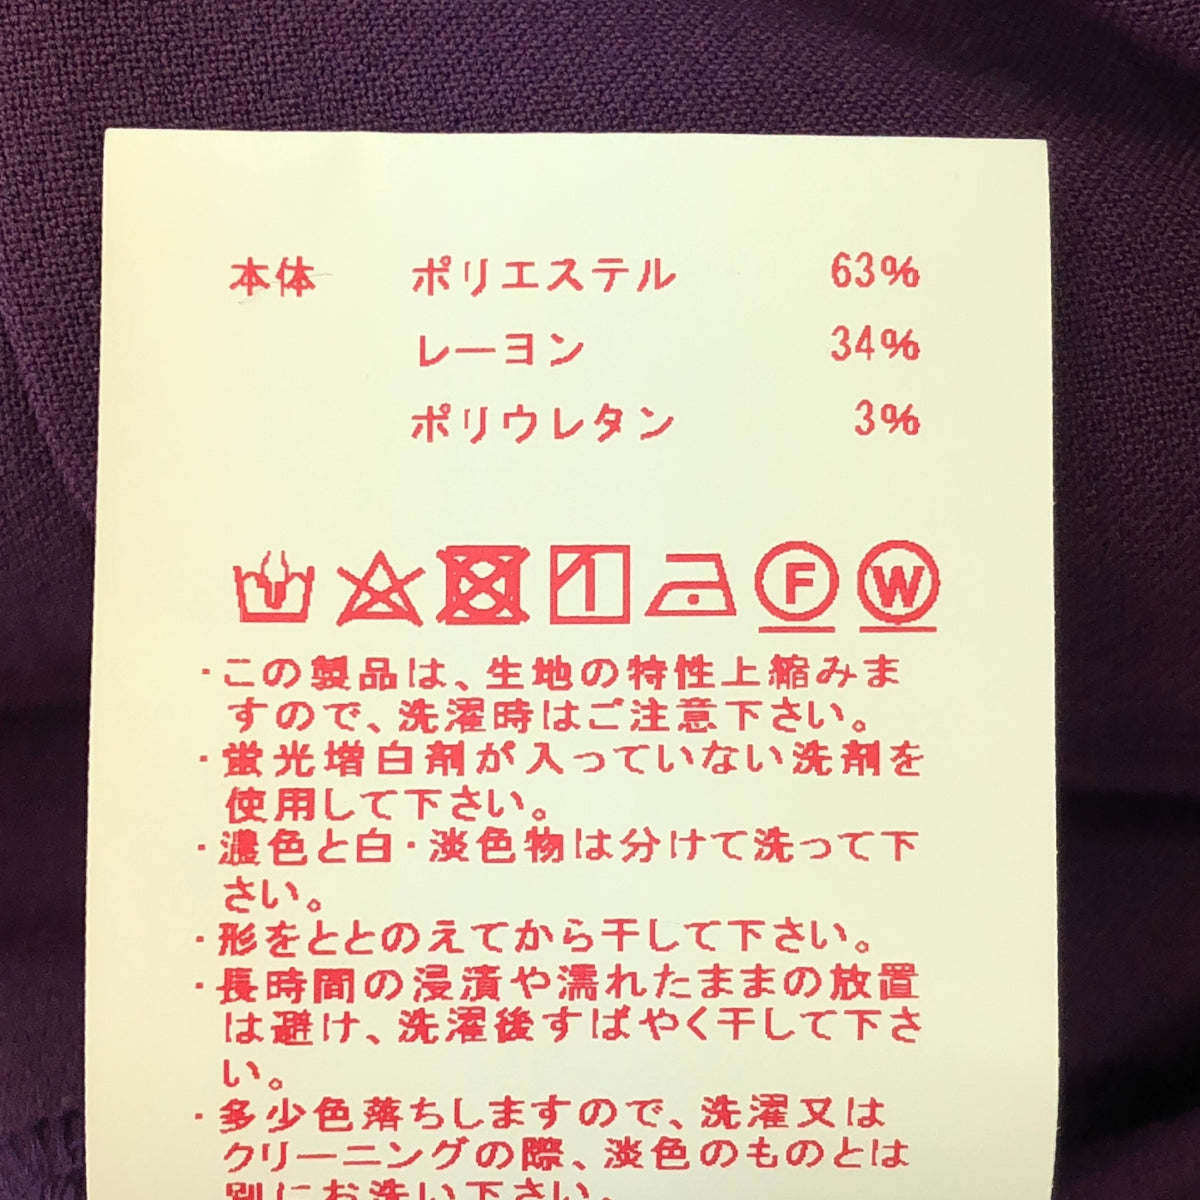 本体 ポリエステル 63%
レーヨン 34%
ポリウレタン 3%
F W
・この製品は、生地の特性上縮みま
すので、洗濯時はご注意下さい。
・蛍光増白剤が入っていない洗剤を
使用して下さい。
・濃色と白・淡色物は分けて洗って下
さい。
・形をととのえてから干して下さい。
・長時間の浸漬や濡れたままの放置
は避け、洗濯後すばやく干して下さ
い。
・多少色落ちしますので、洗濯又は
クリーニングの際、淡色のものとは
別にお洗い下さい。